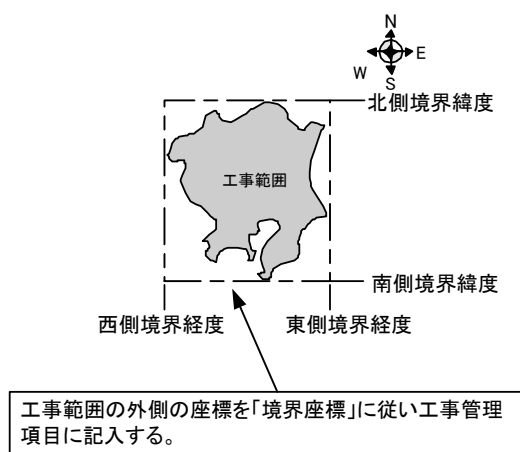 N
W
E
S
北側境界緯度
工事範囲
南側境界緯度
西側境界経度
東側境界経度
工事範囲の外側の座標を「境界座標」に従い工事管理
項目に記入する。